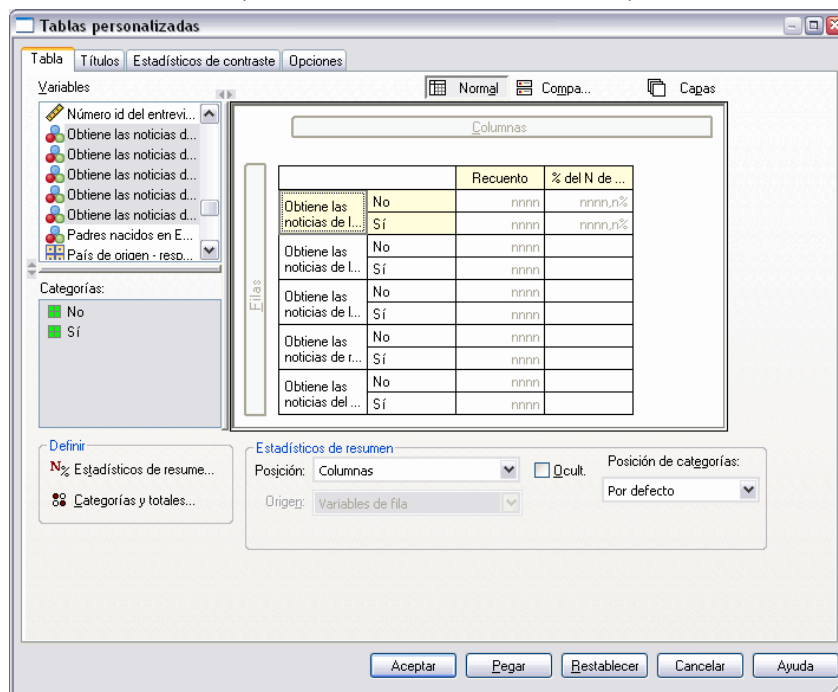 Tablas personalizadas
Tabla Títulos Estadísticos de contraste Opciones
Variables
Normal Compa... Capas
Número id del entrevi...
Obtiene las noticias d...
Obtiene las noticias d...
Obtiene las noticias d...
Obtiene las noticias d...
Obtiene las noticias d...
Padres nacidos en E...
País de origen - resp...
Categorías:
No
Sí
Columnas
Filas
Recuento % del N de ...
Obtiene las noticias de l... No nnnn nnnn,n%
Sí nnnn nnnn,n%
Obtiene las noticias de l... No nnnn
Sí nnnn
Obtiene las noticias de l... No nnnn
Sí nnnn
Obtiene las noticias de r... No nnnn
Sí nnnn
Obtiene las noticias del ... No nnnn
Sí nnnn
Definir
N% Estadísticos de resume...
Categorías y totales...
Estadísticos de resumen
Posición: Columnas Ocult. Posición de categorías:
Origen: Variables de fila Por defecto
Aceptar Pegar Restablecer Cancelar Ayuda